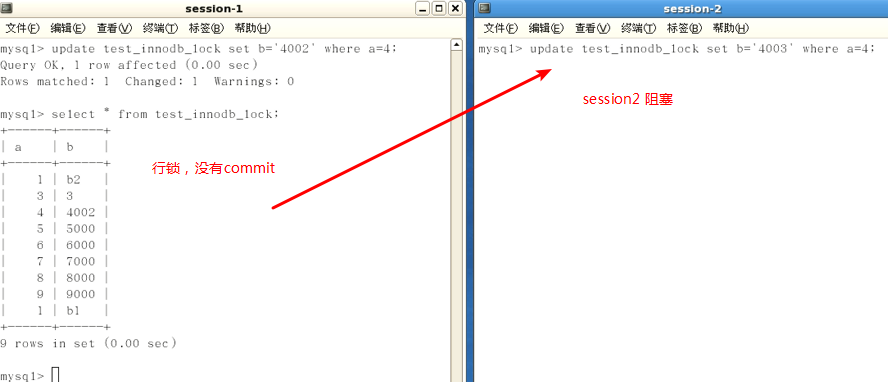 session-1
文件(F) 编辑(E) 查看(V) 终端(T) 标签(B) 帮助(H)
mysql> update test_innodb_lock set b='4002' where a=4;
Query OK, 1 row affected (0.00 sec)
Rows matched: 1  Changed: 1  Warnings: 0
mysql> select * from test_innodb_lock;
+------+------+
| a    | b    |
+------+------+
|    1 | b2   |
|    3 | 3    |
|    4 | 4002 |
|    5 | 5000 |
|    6 | 6000 |
|    7 | 7000 |
|    8 | 8000 |
|    9 | 9000 |
|    1 | b1   |
+------+------+
9 rows in set (0.00 sec)
mysql>
行锁，没有commit
session-2
文件(F) 编辑(E) 查看(V) 终端(T) 标签(B) 帮助(H)
mysql> update test_innodb_lock set b='4003' where a=4;
session2 阻塞